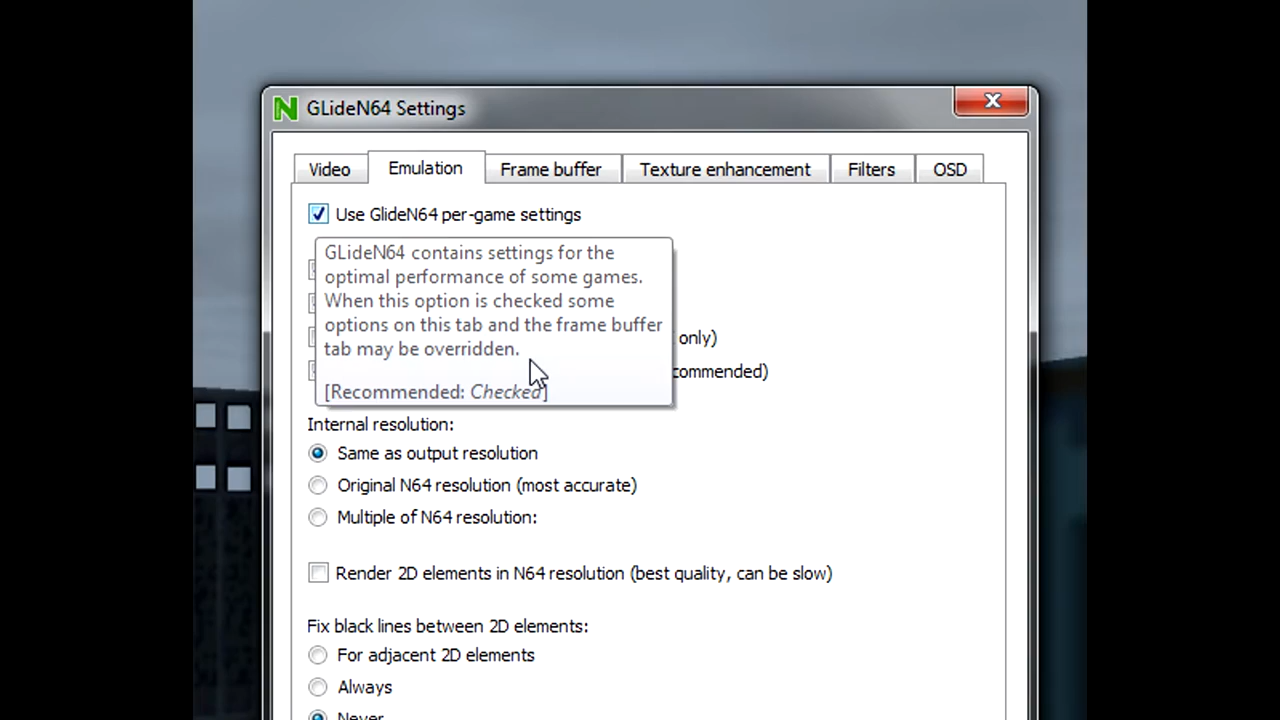 GLideN64 Settings
Video Emulation Frame buffer Texture enhancement Filters OSD
Use GlideN64 per-game settings
GLideN64 contains settings for the
optimal performance of some games.
When this option is checked some
options on this tab and the frame buffer
tab may be overridden.
[Recommended: Checked]
only)
commended)
Internal resolution:
Same as output resolution
Original N64 resolution (most accurate)
Multiple of N64 resolution:
Render 2D elements in N64 resolution (best quality, can be slow)
Fix black lines between 2D elements:
For adjacent 2D elements
Always
Never